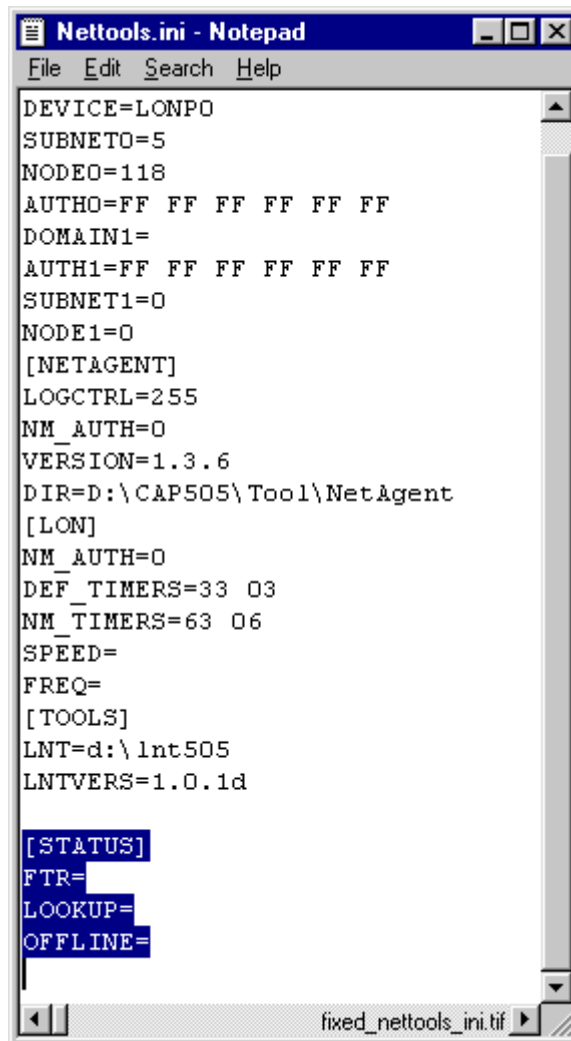 Nettools.ini - Notepad
File Edit Search Help
DEVICE=LONP0
SUBNET0=5
NODE0=118
AUTH0=FF FF FF FF FF FF
DOMAIN1=
AUTH1=FF FF FF FF FF FF
SUBNET1=0
NODE1=0
[NETAGENT]
LOGCTRL=255
NM_AUTH=0
VERSION=1.3.6
DIR=D:\CAP505\Tool\NetAgent
[LON]
NM_AUTH=0
DEF_TIMERS=33 03
NM_TIMERS=63 06
SPEED=
FREQ=
[TOOLS]
LNT=d:\lnt505
LNTVERS=1.0.1d
[STATUS]
FTR=
LOOKUP=
OFFLINE=
fixed_nettools_ini.tif